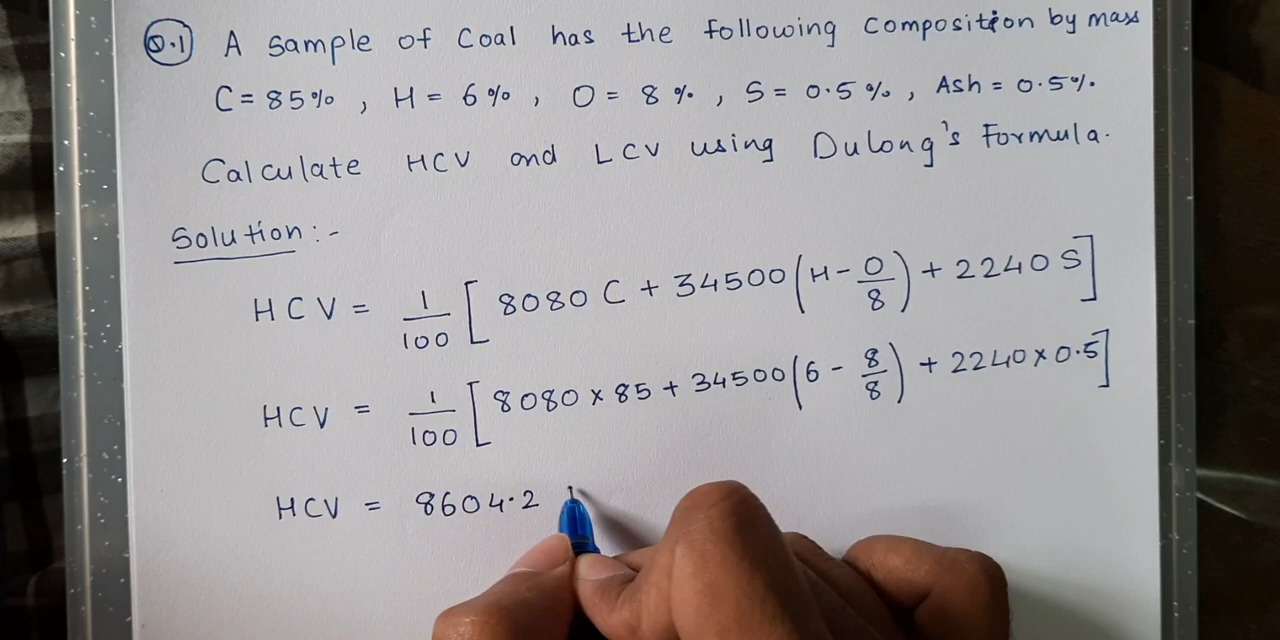 Q.1 A Sample of Coal has the following Composition by mass
C = 85% , H = 6% , O = 8% , S = 0.5% , Ash = 0.5%.
Calculate HCV and LCV using Dulong's Formula.
Solution :-
HCV = 1/100 [ 8080 C + 34500 ( H - O/8 ) + 2240 S ]
HCV = 1/100 [ 8080 × 85 + 34500 ( 6 - 8/8 ) + 2240 × 0.5 ]
HCV = 8604.2